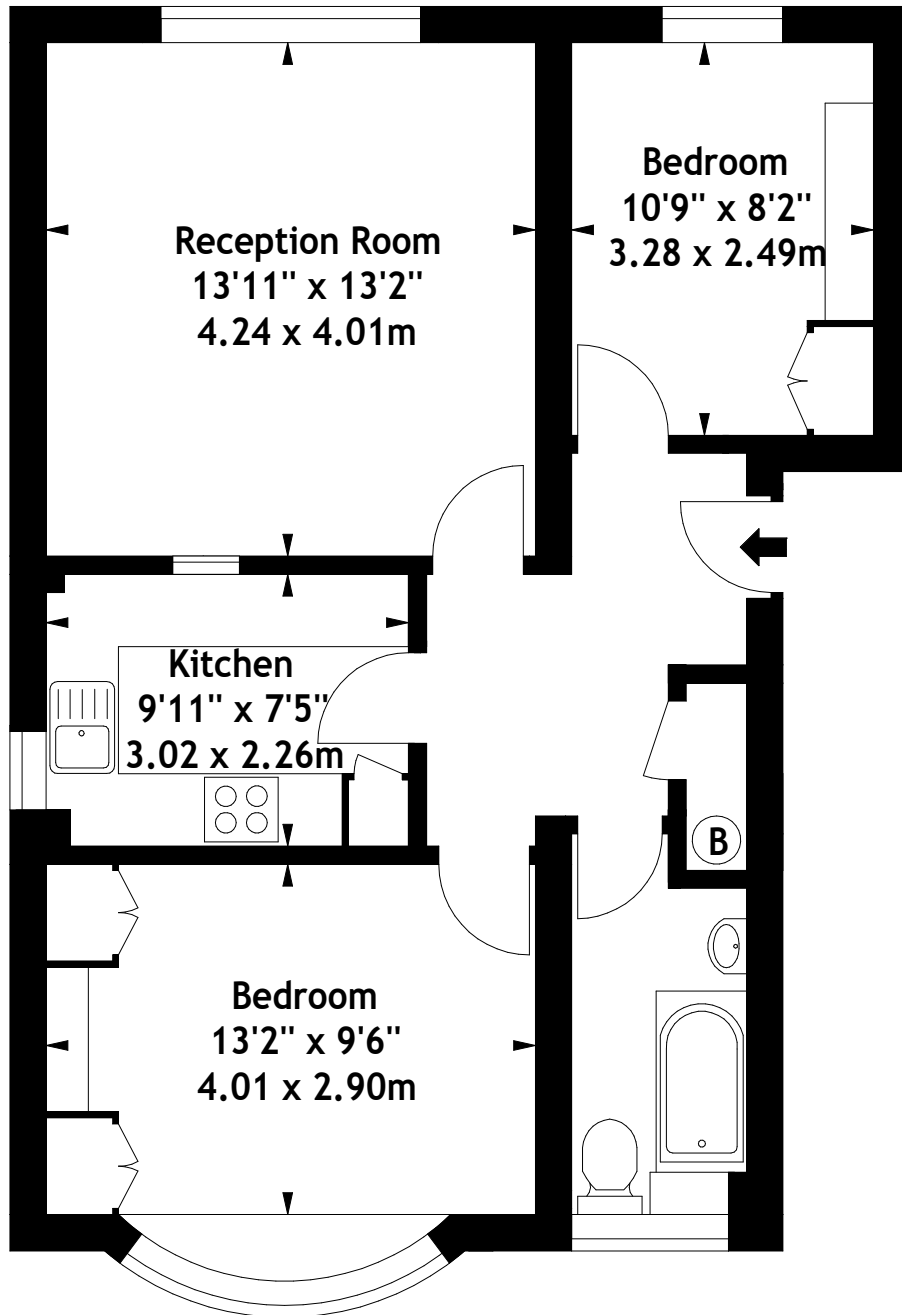 Bedroom
10'9" x 8'2"
3.28 x 2.49m
Reception Room
13'11" x 13'2"
4.24 x 4.01m
Kitchen
9'11" x 7'5"
3.02 x 2.26m
B
Bedroom
13'2" x 9'6"
4.01 x 2.90m